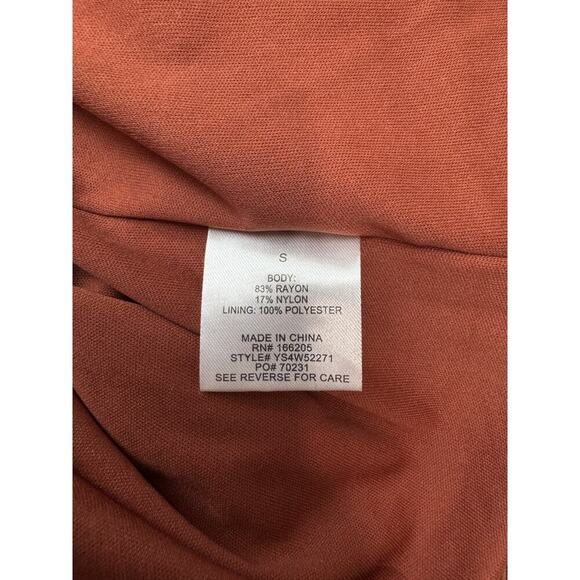 S
BODY:
83% RAYON
17% NYLON
LINING: 100% POLYESTER
MADE IN CHINA
RN# 166205
STYLE# YS4W52271
PO# 70231
SEE REVERSE FOR CARE